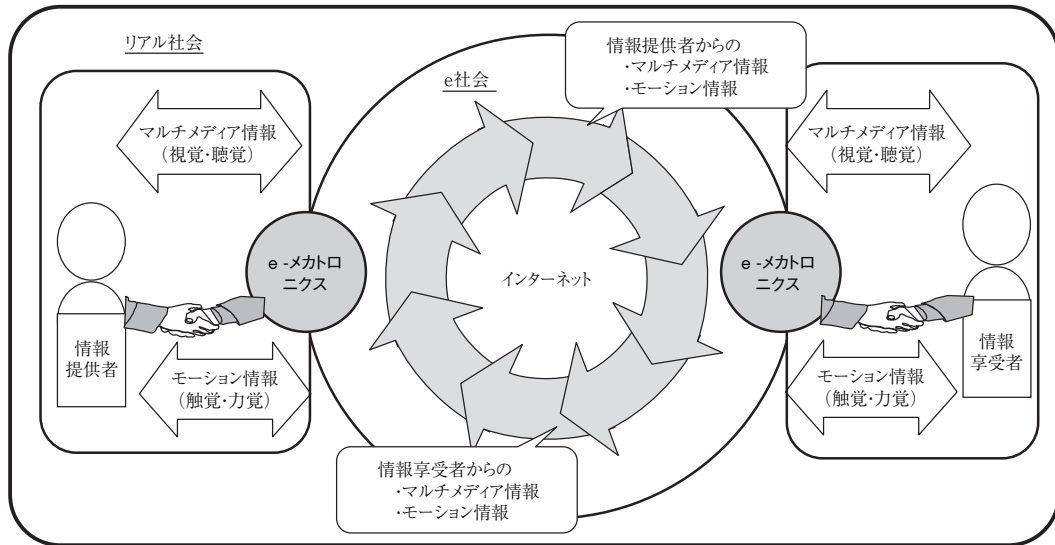 リアル社会
マルチメディア情報
(視覚・聴覚)
e-メカトロ
ニクス
情報
提供者
モーション情報
(触覚・力覚)
e社会
情報提供者からの
・マルチメディア情報
・モーション情報
インターネット
情報享受者からの
・マルチメディア情報
・モーション情報
マルチメディア情報
(視覚・聴覚)
e-メカトロ
ニクス
情報
享受者
モーション情報
(触覚・力覚)